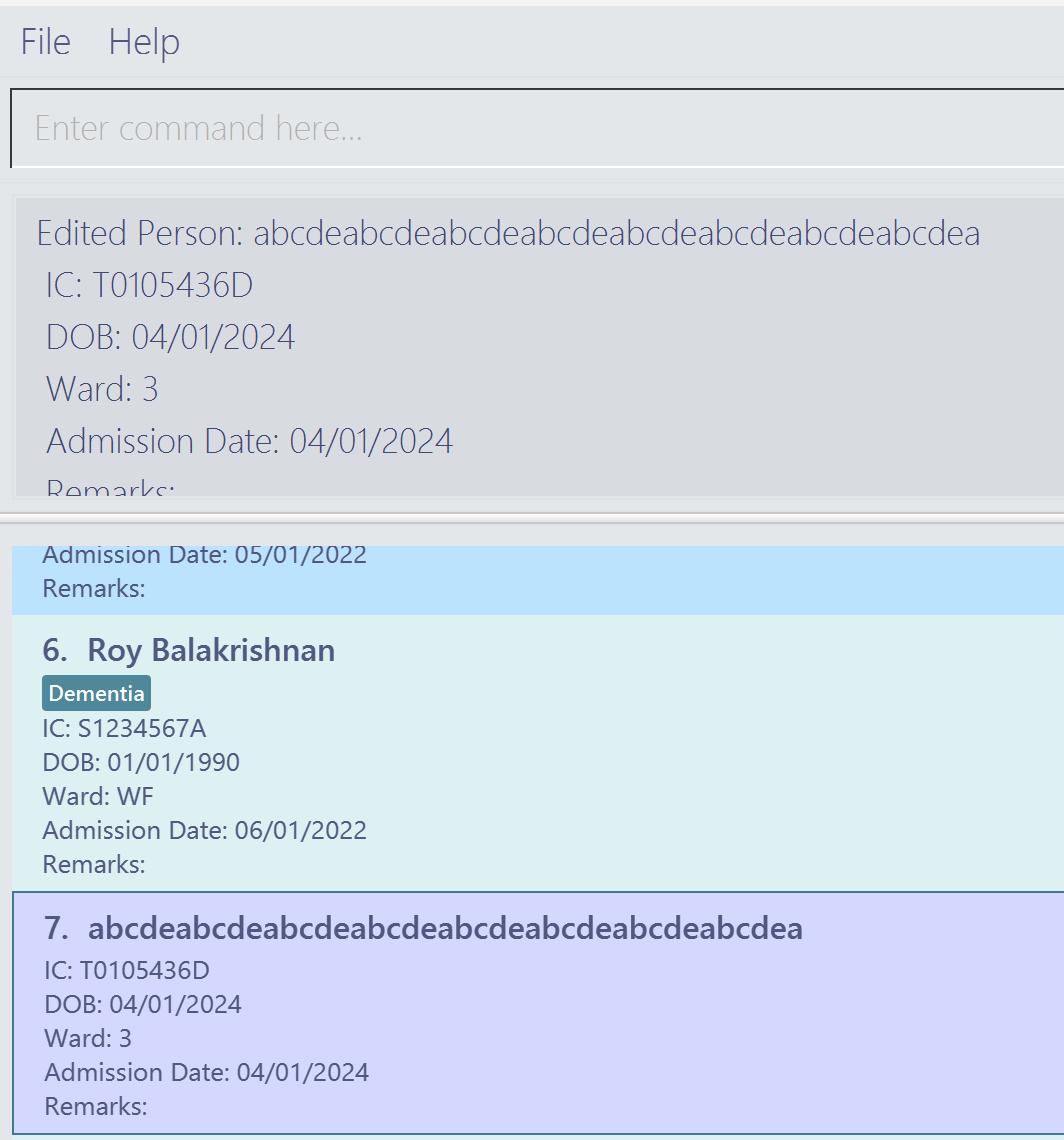 File Help
Enter command here...
Edited Person: abcdeabcdeabcdeabcdeabcdeabcdeabcdeabcdea
IC: T0105436D
DOB: 04/01/2024
Ward: 3
Admission Date: 04/01/2024
Remarks:
Admission Date: 05/01/2022
Remarks:
6. Roy Balakrishnan
Dementia
IC: S1234567A
DOB: 01/01/1990
Ward: WF
Admission Date: 06/01/2022
Remarks:
7. abcdeabcdeabcdeabcdeabcdeabcdeabcdeabcdea
IC: T0105436D
DOB: 04/01/2024
Ward: 3
Admission Date: 04/01/2024
Remarks: